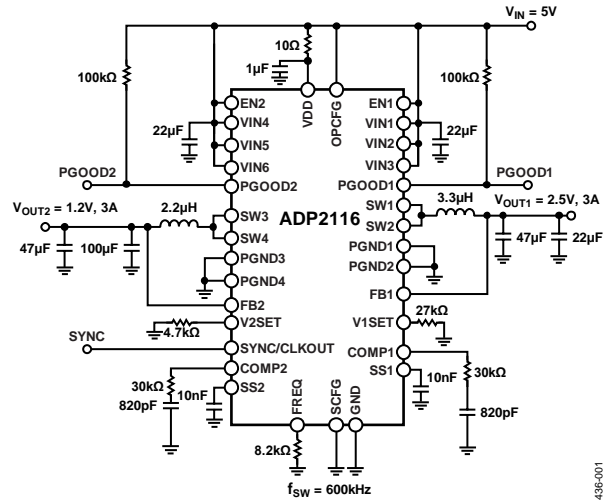 VIN = 5V
10Ω
1µF
100kΩ
100kΩ
VDD
OPCFG
EN2
EN1
VIN4
VIN1
22µF
22µF
VIN5
VIN2
VIN6
VIN3
PGOOD2
PGOOD2
PGOOD1
PGOOD1
VOUT2 = 1.2V, 3A
2.2µH
SW3
ADP2116
SW1
3.3µH
VOUT1 = 2.5V, 3A
SW4
SW2
47µF
100µF
47µF
22µF
PGND3
PGND1
PGND4
PGND2
FB2
FB1
V2SET
4.7kΩ
V1SET
27kΩ
SYNC
SYNC/CLKOUT
COMP1
COMP2
SS1
30kΩ
10nF
SS2
10nF
30kΩ
820pF
820pF
FREQ
SCFG
GND
8.2kΩ
fSW = 600kHz
436-001